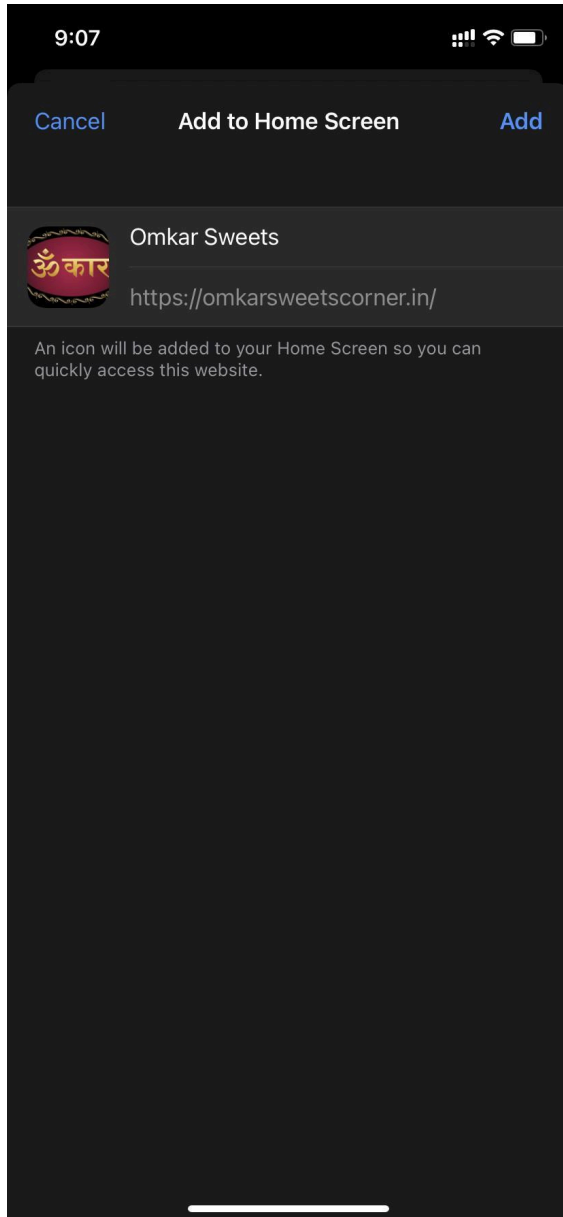 9:07
Cancel Add to Home Screen Add
Omkar Sweets
ॐ कार
https://omkarsweetscorner.in/
An icon will be added to your Home Screen so you can
quickly access this website.